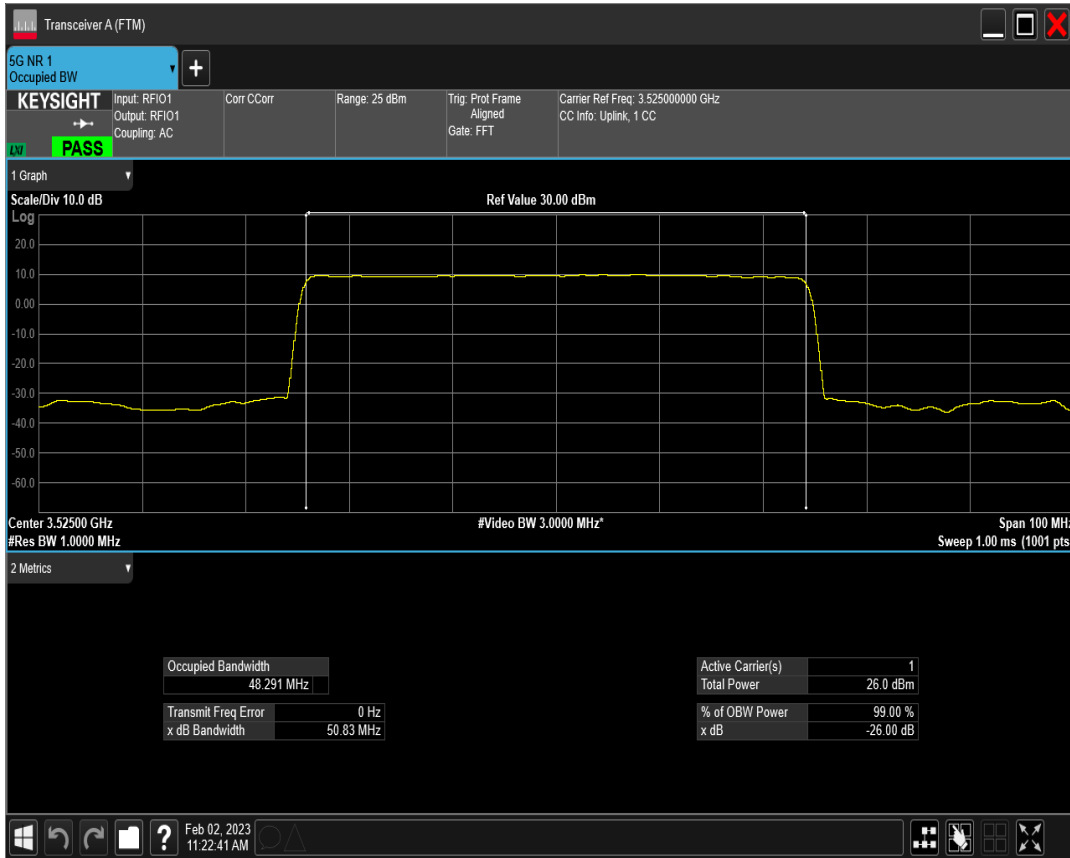 Transceiver A (FTM)
5G NR 1
Occupied BW
+
KEYSIGHT
LXI
PASS
Input: RFIO1
Output: RFIO1
Coupling: AC
Corr CCorr
Range: 25 dBm
Trig: Prot Frame
Aligned
Gate: FFT
Carrier Ref Freq: 3.525000000 GHz
CC Info: Uplink, 1 CC
1 Graph
Scale/Div 10.0 dB
Ref Value 30.00 dBm
Log
20.0
10.0
0.00
-10.0
-20.0
-30.0
-40.0
-50.0
-60.0
Center 3.52500 GHz
#Video BW 3.0000 MHz*
Span 100 MHz
#Res BW 1.0000 MHz
Sweep 1.00 ms (1001 pts
2 Metrics
Occupied Bandwidth
48.291 MHz
Transmit Freq Error 0 Hz
x dB Bandwidth 50.83 MHz
Active Carrier(s) 1
Total Power 26.0 dBm
% of OBW Power 99.00 %
x dB -26.00 dB
?
Feb 02, 2023
11:22:41 AM